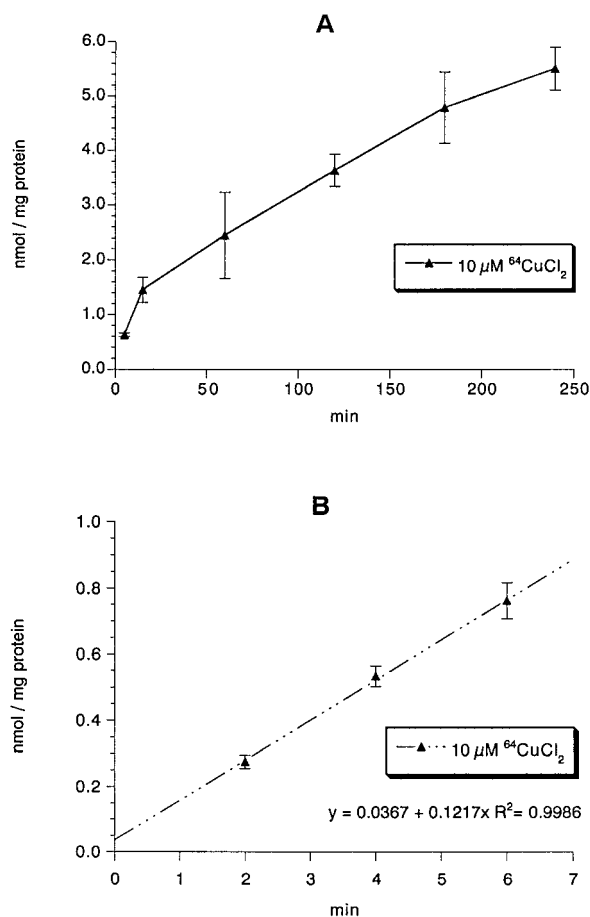 A
6.0
5.0
4.0
3.0
2.0
1.0
0.0
nmol / mg protein
10 µM ⁶⁴CuCl₂
0 50 100 150 200 250
min
B
1.0
0.8
0.6
0.4
0.2
0.0
nmol / mg protein
10 µM ⁶⁴CuCl₂
y = 0.0367 + 0.1217x R²= 0.9986
0 1 2 3 4 5 6 7
min